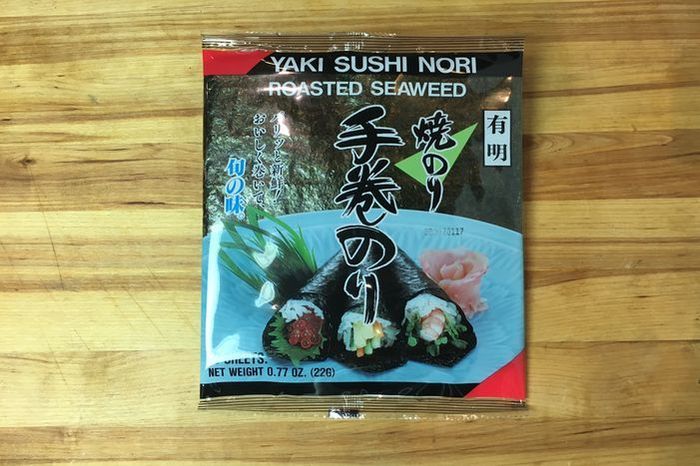 YAKI SUSHI NORI
ROASTED SEAWEED
有明
焼のり
手巻のり
パリッと新鮮!
おいしく巻いて
旬の味
SHEETS.
NET WEIGHT 0.77 OZ. (22G)